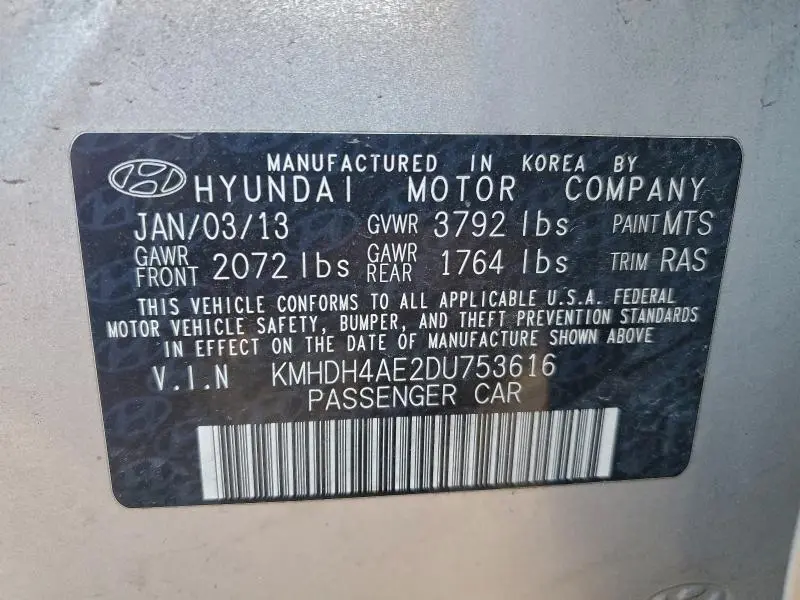 MANUFACTURED IN KOREA BY
HYUNDAI MOTOR COMPANY
JAN/03/13 GVWR 3792 lbs PAINT MTS
GAWR FRONT 2072 lbs GAWR REAR 1764 lbs TRIM RAS
THIS VEHICLE CONFORMS TO ALL APPLICABLE U.S.A. FEDERAL
MOTOR VEHICLE SAFETY, BUMPER, AND THEFT PREVENTION STANDARDS
IN EFFECT ON THE DATE OF MANUFACTURE SHOWN ABOVE
V.I.N KMHDH4AE2DU753616
PASSENGER CAR